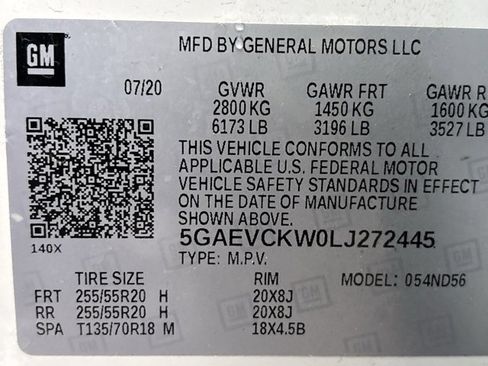 GM
MFD BY GENERAL MOTORS LLC
07/20
GVWR GAWR FRT GAWR R
2800 KG 1450 KG 1600 KG
6173 LB 3196 LB 3527 LB
THIS VEHICLE CONFORMS TO ALL
APPLICABLE U.S. FEDERAL MOTOR
VEHICLE SAFETY STANDARDS IN EFFECT
ON THE DATE OF MANUFACTURE
SHOWN ABOVE.
5GAEVCKW0LJ272445
140X
TYPE: M.P.V.
TIRE SIZE RIM MODEL: 054ND56
FRT 255/55R20 H 20X8J
RR 255/55R20 H 20X8J
SPA T135/70R18 M 18X4.5B